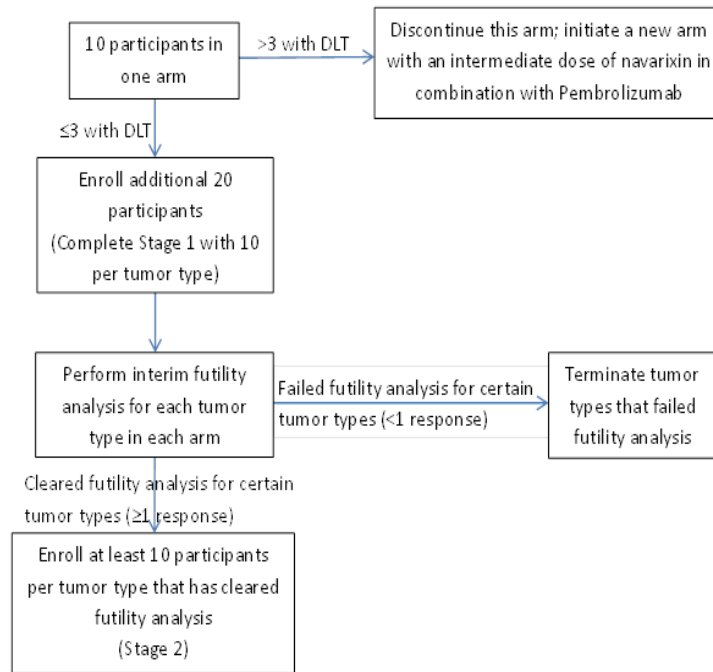 10 participants in
one arm
>3 with DLT
Discontinue this arm; initiate a new arm
with an intermediate dose of navarixin in
combination with Pembrolizumab
≤3 with DLT
Enroll additional 20
participants
(Complete Stage 1 with 10
per tumor type)
Perform interim futility
analysis for each tumor
type in each arm
Failed futility analysis for certain
tumor types (<1 response)
Terminate tumor
types that failed
futility analysis
Cleared futility analysis for certain
tumor types (≥1 response)
Enroll at least 10 participants
per tumor type that has cleared
futility analysis
(Stage 2)